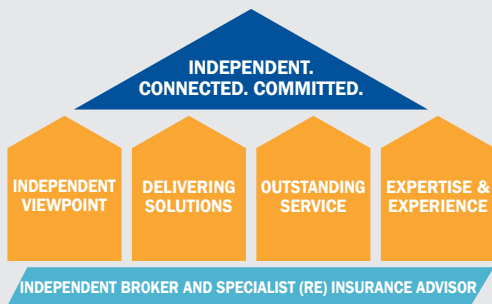 INDEPENDENT.
CONNECTED. COMMITTED.
INDEPENDENT
VIEWPOINT
DELIVERING
SOLUTIONS
OUTSTANDING
SERVICE
EXPERTISE &
EXPERIENCE
INDEPENDENT BROKER AND SPECIALIST (RE) INSURANCE ADVISOR